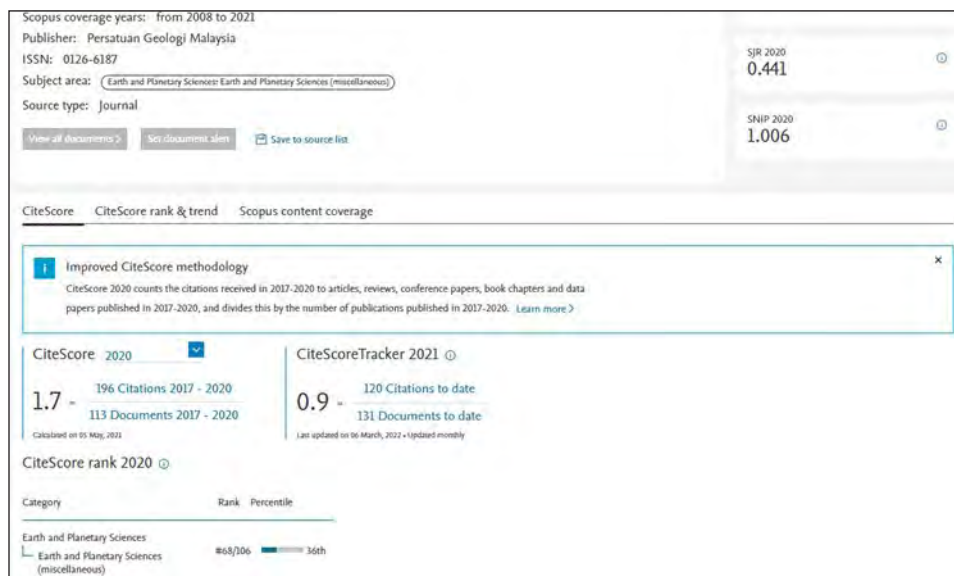 Scopus coverage years: from 2008 to 2021
Publisher: Persatuan Geologi Malaysia
ISSN: 0126-6187
Subject area: Earth and Planetary Sciences: Earth and Planetary Sciences (miscellaneous)
Source type: Journal
View all documents > Set document alert Save to source list
SJR 2020
0.441
SNIP 2020
1.006
CiteScore CiteScore rank & trend Scopus content coverage
i Improved CiteScore methodology ×
CiteScore 2020 counts the citations received in 2017-2020 to articles, reviews, conference papers, book chapters and data
papers published in 2017-2020, and divides this by the number of publications published in 2017-2020. Learn more >
CiteScore 2020
1.7 = 196 Citations 2017 - 2020
113 Documents 2017 - 2020
Calculated on 05 May, 2021
CiteScoreTracker 2021
0.9 = 120 Citations to date
131 Documents to date
Last updated on 06 March, 2022 • Updated monthly
CiteScore rank 2020
Category Rank Percentile
Earth and Planetary Sciences
Earth and Planetary Sciences #68/106 36th
(miscellaneous)